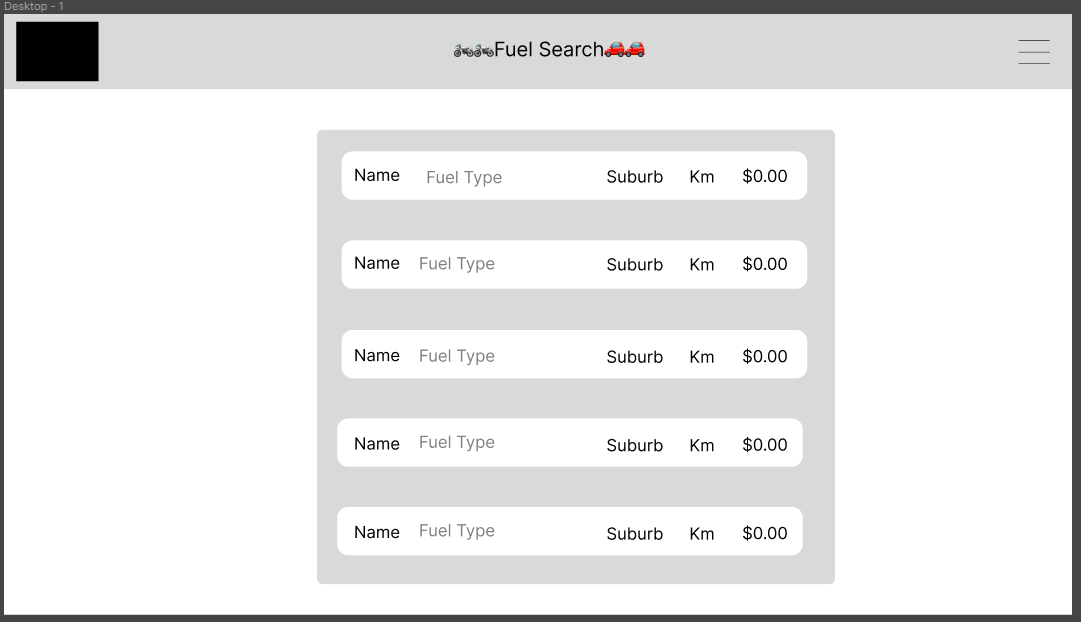 Desktop - 1
🏍️🏍️Fuel Search🚗🚗
Name Fuel Type Suburb Km $0.00
Name Fuel Type Suburb Km $0.00
Name Fuel Type Suburb Km $0.00
Name Fuel Type Suburb Km $0.00
Name Fuel Type Suburb Km $0.00